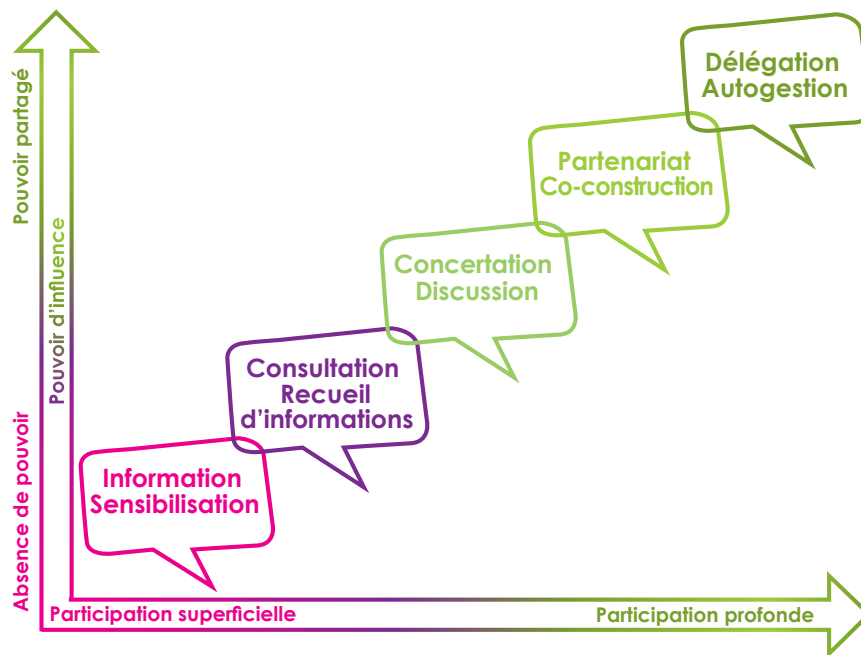 Pouvoir partagé
Pouvoir d'influence
Absence de pouvoir
Délégation
Autogestion
Partenariat
Co-construction
Concertation
Discussion
Consultation
Recueil
d'informations
Information
Sensibilisation
Participation superficielle
Participation profonde